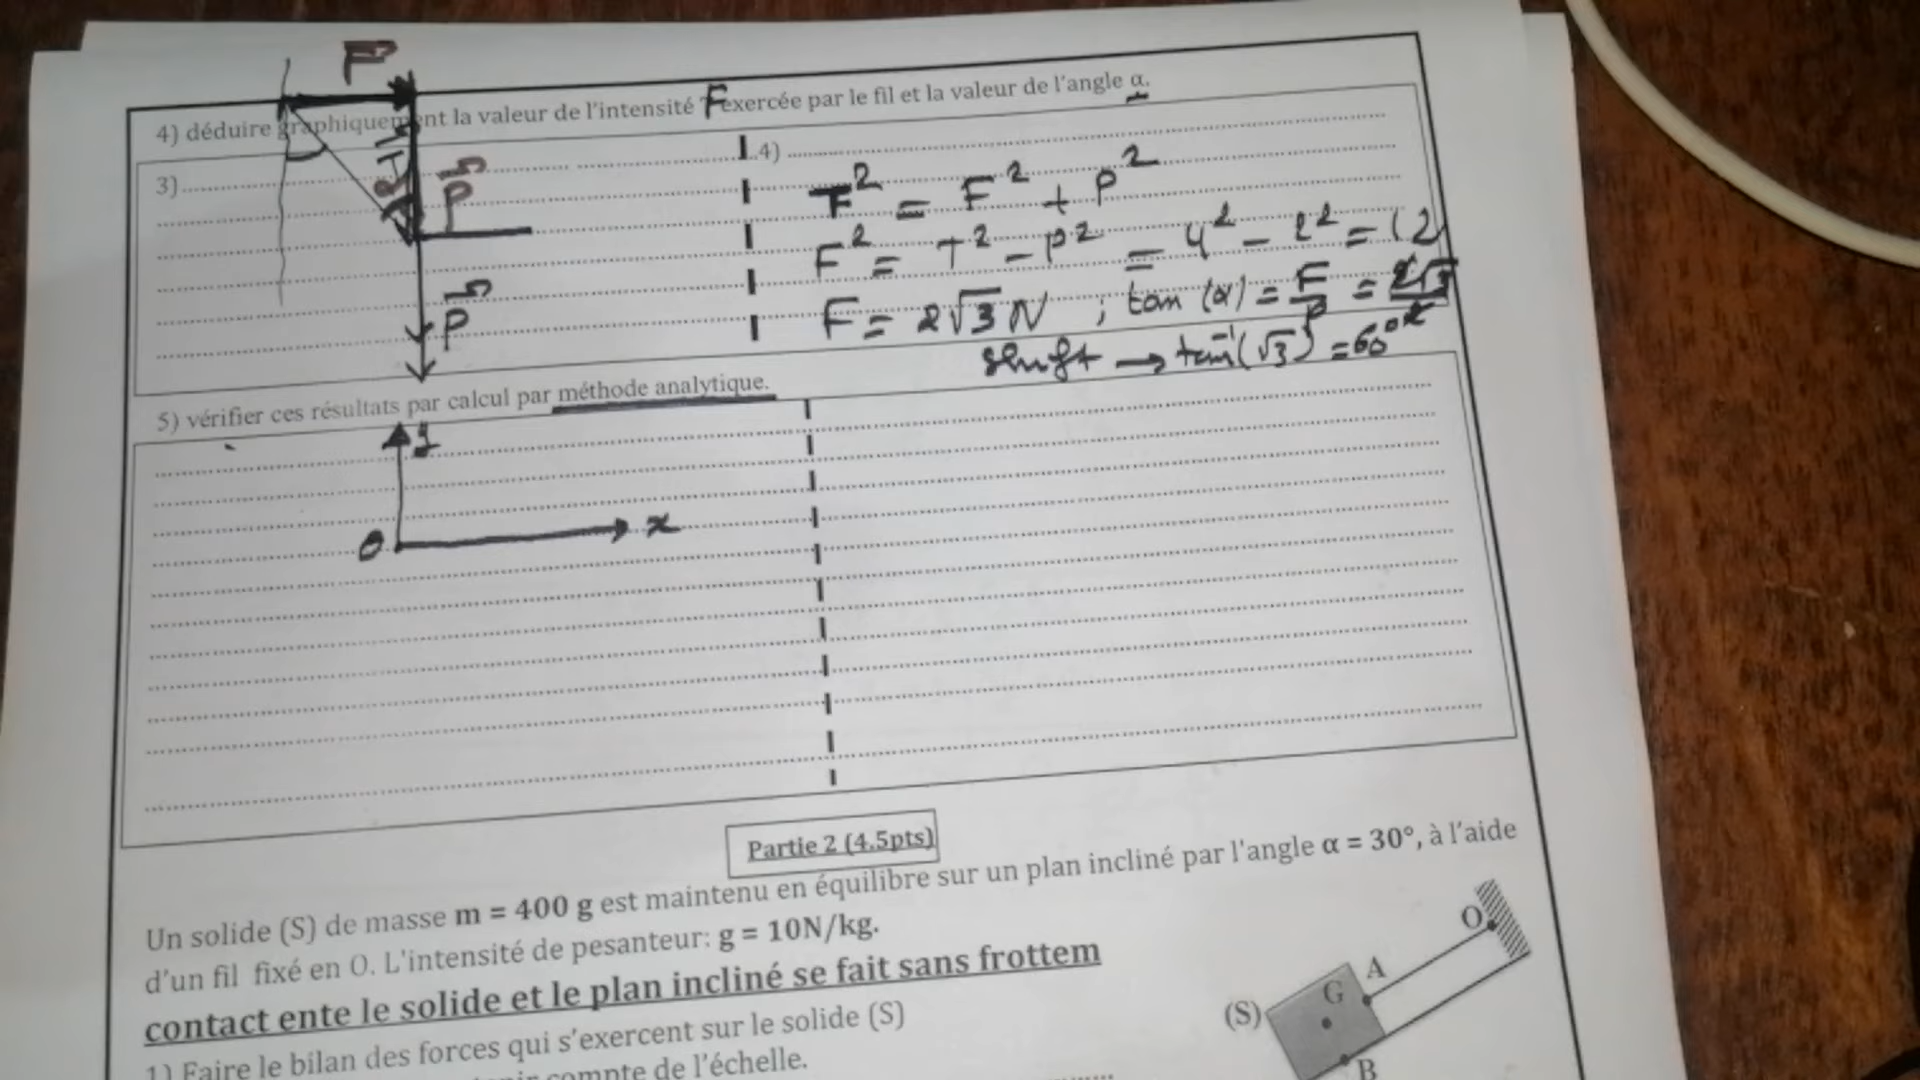 F
4) déduire graphiquement la valeur de l'intensité F exercée par le fil et la valeur de l'angle α.
3)
P
P
4)
T² = F² + P²
F² = T² - P² = 4² - 2² = 12
F = 2√3 N ; tan (α) = F/P = 2√3/2
shift → tan⁻¹(√3) = 60°
5) vérifier ces résultats par calcul par méthode analytique.
y
O x
Partie 2 (4.5pts)
Un solide (S) de masse m = 400 g est maintenu en équilibre sur un plan incliné par l'angle α = 30°, à l'aide
d'un fil fixé en O. L'intensité de pesanteur: g = 10N/kg.
contact ente le solide et le plan incliné se fait sans frottem
1) Faire le bilan des forces qui s'exercent sur le solide (S)
compte de l'échelle.
O
A
G
(S)
B